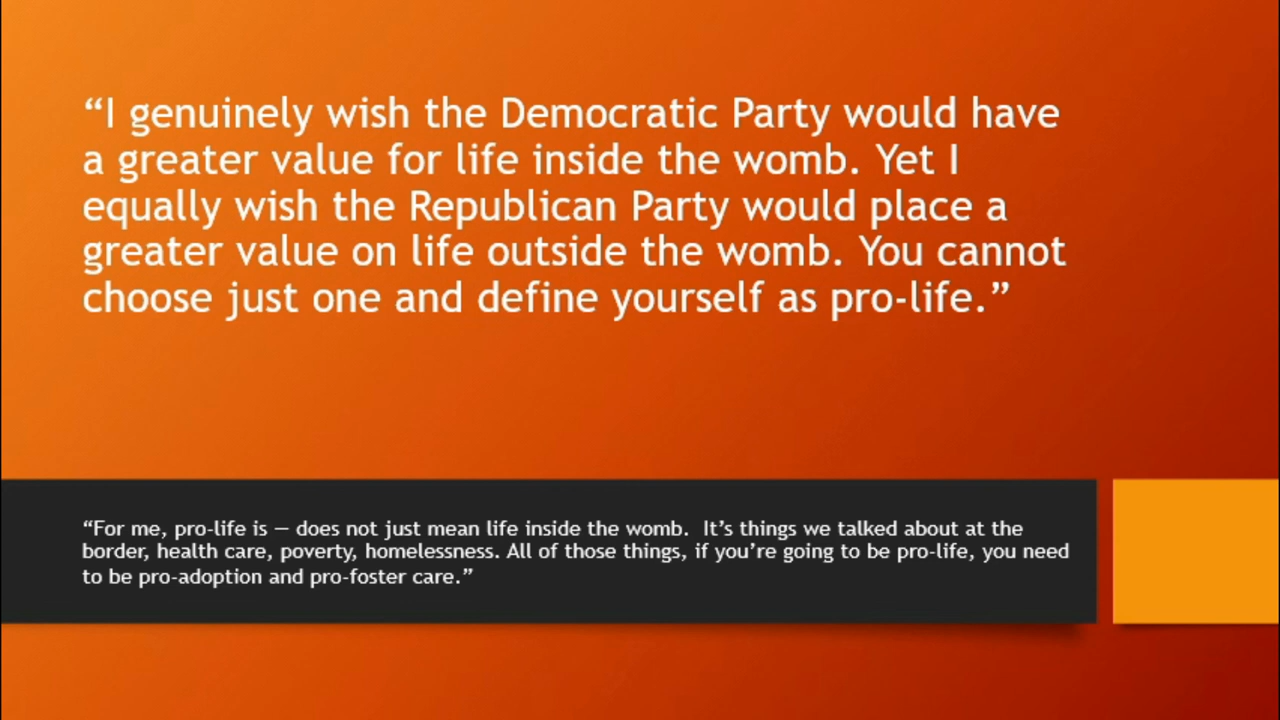 “I genuinely wish the Democratic Party would have
a greater value for life inside the womb. Yet I
equally wish the Republican Party would place a
greater value on life outside the womb. You cannot
choose just one and define yourself as pro-life.”
“For me, pro-life is — does not just mean life inside the womb.  It’s things we talked about at the
border, health care, poverty, homelessness. All of those things, if you’re going to be pro-life, you need
to be pro-adoption and pro-foster care.”